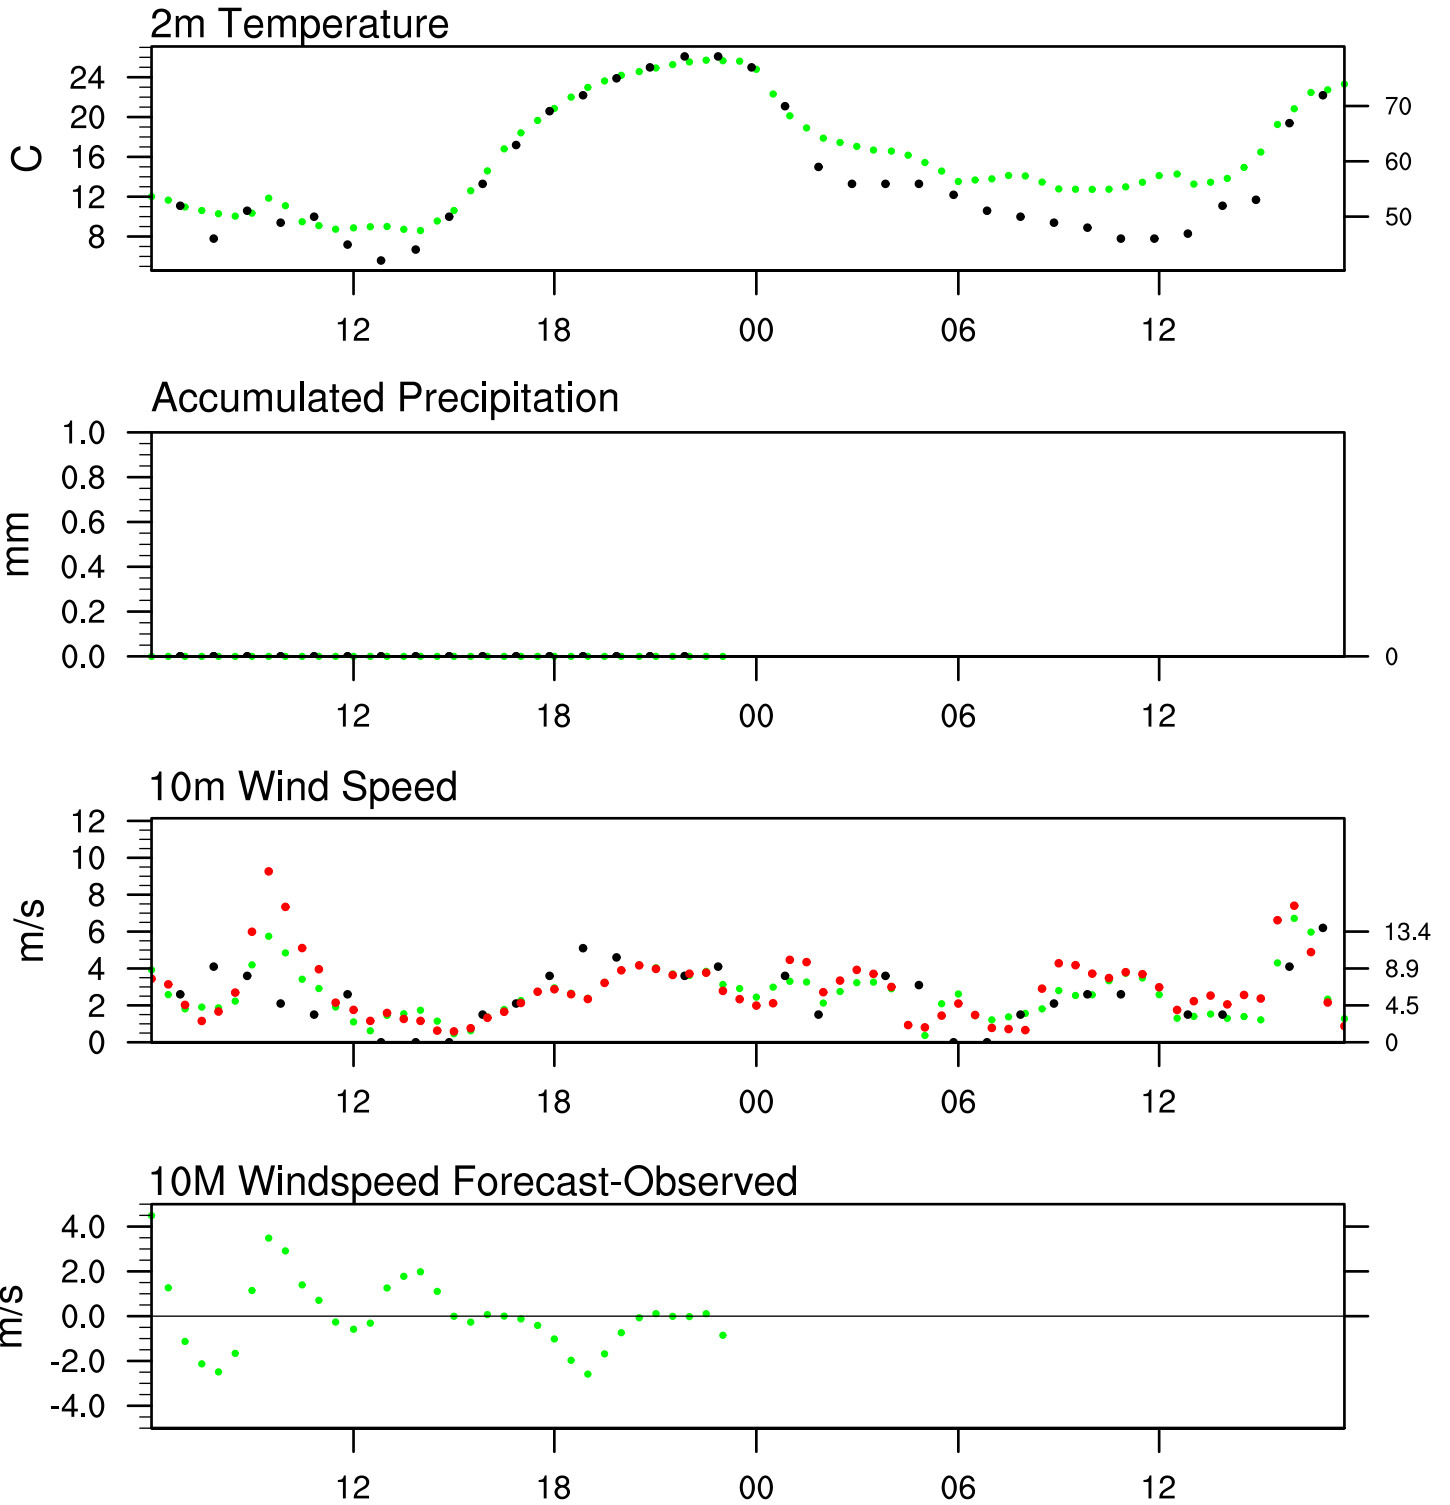 2m Temperature
24
20
16
12
8
C
70
60
50
12 18 00 06 12
Accumulated Precipitation
1.0
0.8
0.6
0.4
0.2
0.0
mm
0
12 18 00 06 12
10m Wind Speed
12
10
8
6
4
2
0
m/s
13.4
8.9
4.5
0
12 18 00 06 12
10M Windspeed Forecast-Observed
4.0
2.0
0.0
-2.0
-4.0
m/s
12 18 00 06 12